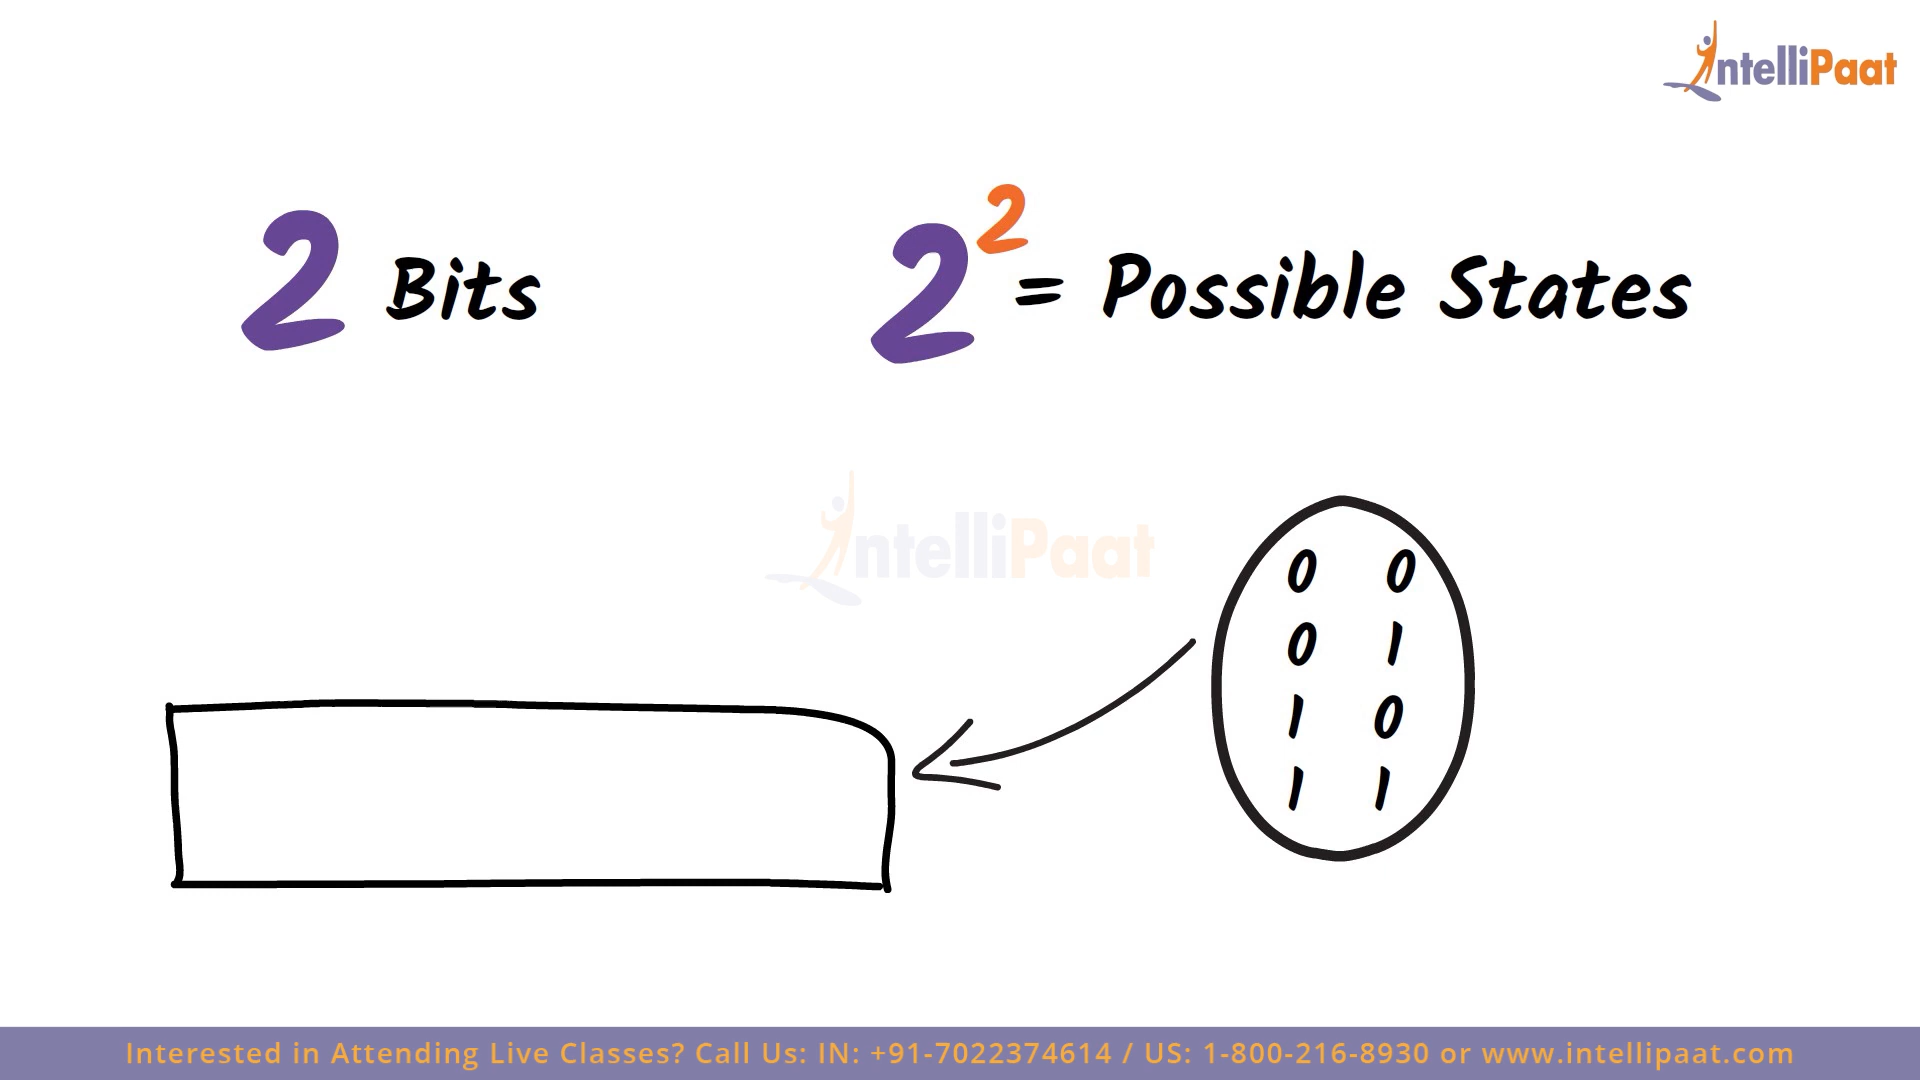 IntelliPaat
2 Bits
2² = Possible States
IntelliPaat
0 0
0 1
1 0
1 1
Interested in Attending Live Classes? Call Us: IN: +91-7022374614 / US: 1-800-216-8930 or www.intellipaat.com